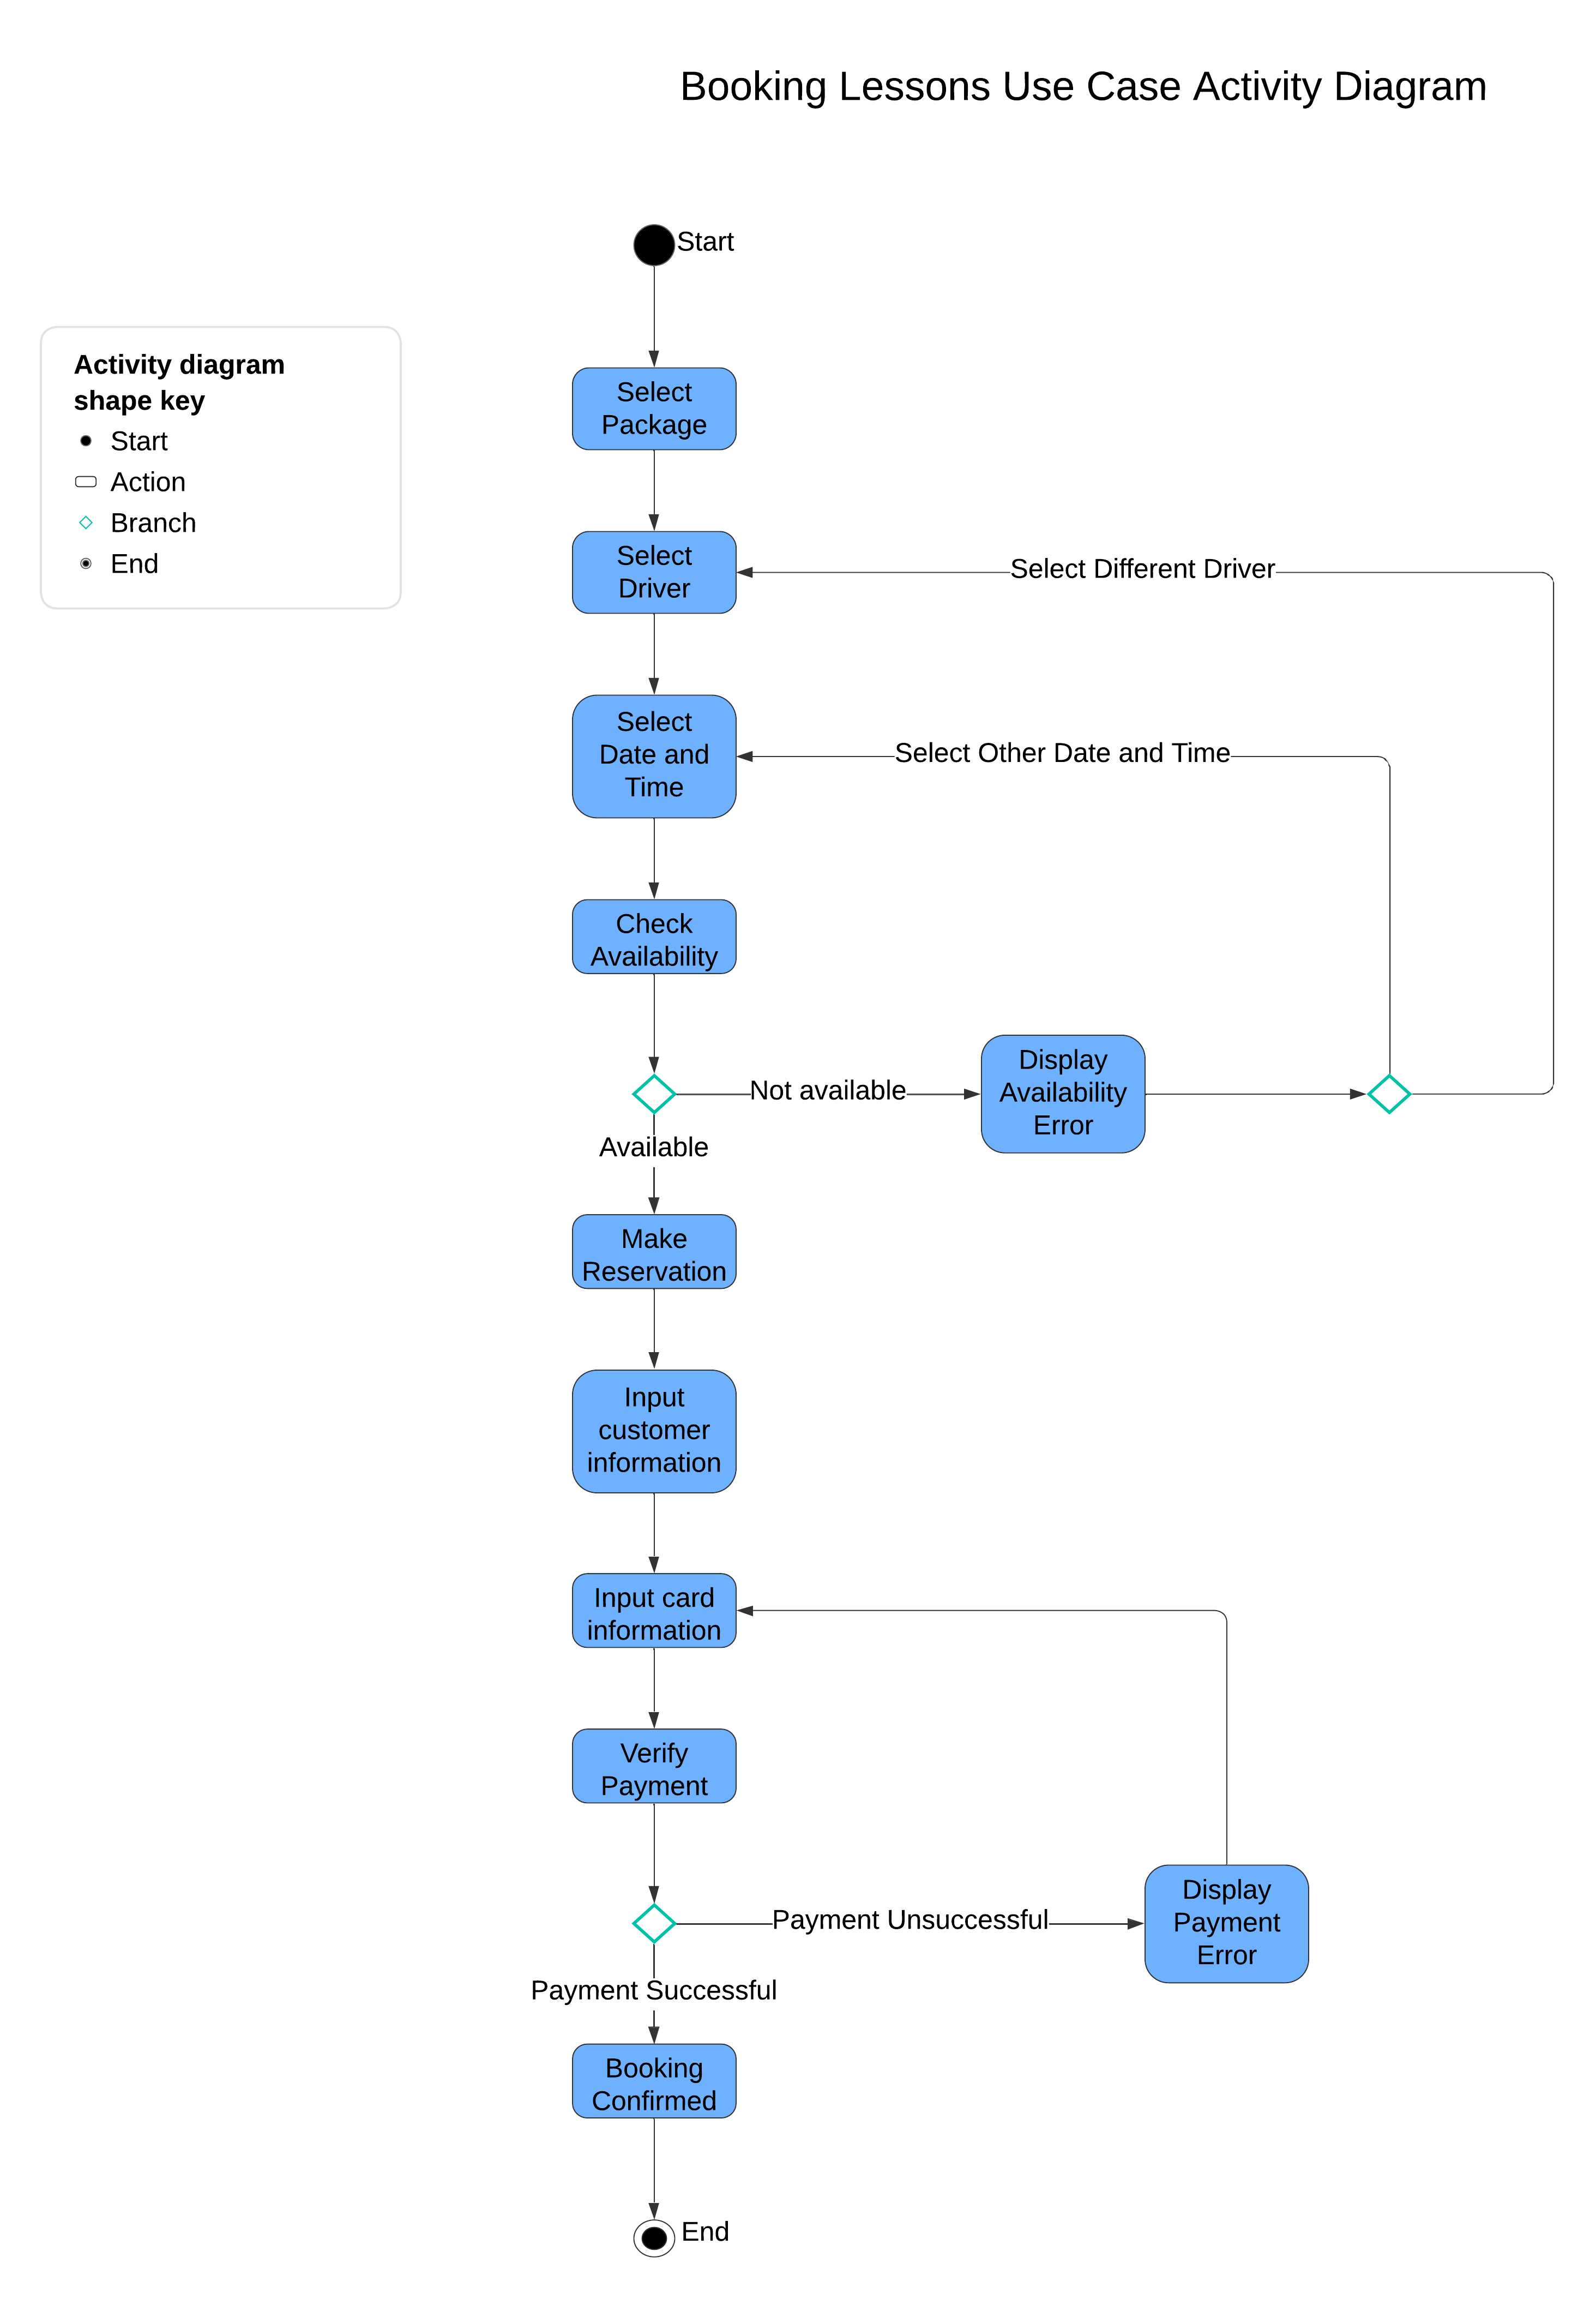 Booking Lessons Use Case Activity Diagram
Start
Activity diagram
shape key
Start
Action
Branch
End
Select
Package
Select
Driver
Select Different Driver
Select
Date and
Time
Select Other Date and Time
Check
Availability
Not available
Display
Availability
Error
Available
Make
Reservation
Input
customer
information
Input card
information
Verify
Payment
Payment Unsuccessful
Display
Payment
Error
Payment Successful
Booking
Confirmed
End